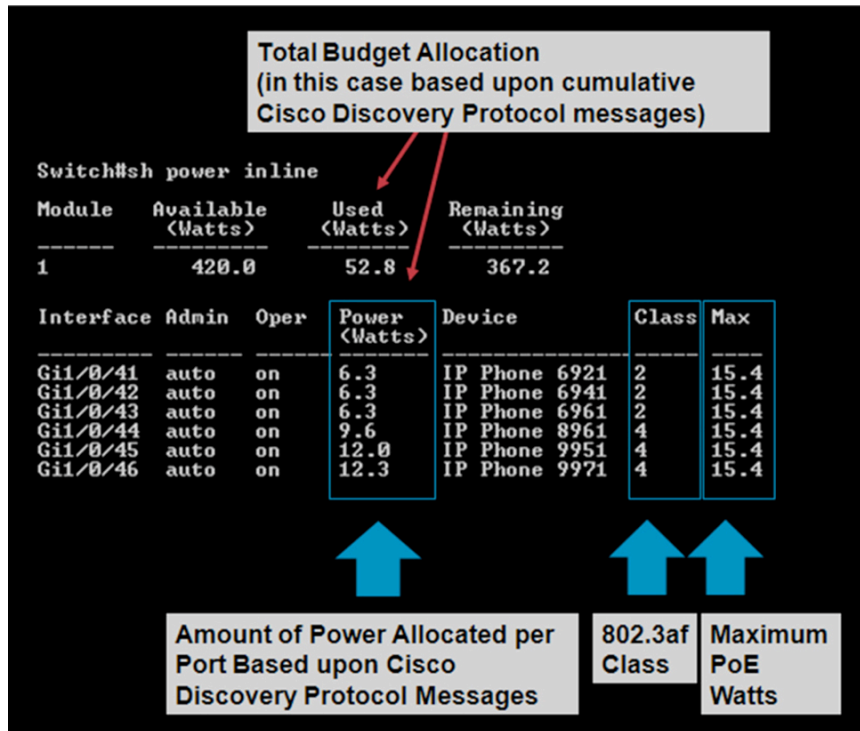 Total Budget Allocation
(in this case based upon cumulative
Cisco Discovery Protocol messages)
Switch#sh power inline
Module Available Used Remaining
(Watts) (Watts) (Watts)
------ --------- -------- ---------
1 420.0 52.8 367.2
Interface Admin Oper Power Device Class Max
(Watts)
--------- ------ ----- ------- ------------------- ----- ----
Gi1/0/41 auto on 6.3 IP Phone 6921 2 15.4
Gi1/0/42 auto on 6.3 IP Phone 6941 2 15.4
Gi1/0/43 auto on 6.3 IP Phone 6961 2 15.4
Gi1/0/44 auto on 9.6 IP Phone 8961 4 15.4
Gi1/0/45 auto on 12.0 IP Phone 9951 4 15.4
Gi1/0/46 auto on 12.3 IP Phone 9971 4 15.4
Amount of Power Allocated per
Port Based upon Cisco
Discovery Protocol Messages
802.3af
Class
Maximum
PoE
Watts